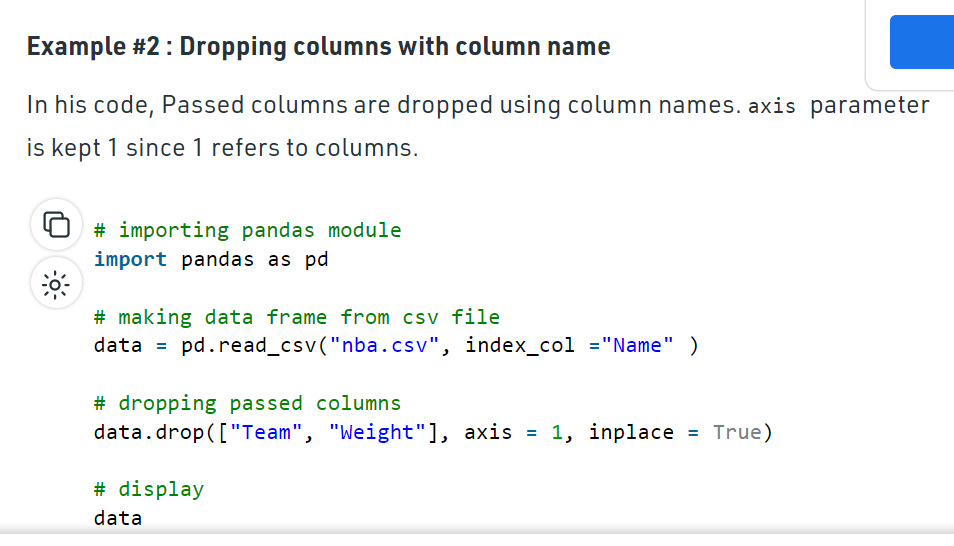 Example #2 : Dropping columns with column name
In his code, Passed columns are dropped using column names. axis parameter
is kept 1 since 1 refers to columns.
# importing pandas module
import pandas as pd
# making data frame from csv file
data = pd.read_csv("nba.csv", index_col ="Name" )
# dropping passed columns
data.drop(["Team", "Weight"], axis = 1, inplace = True)
# display
data